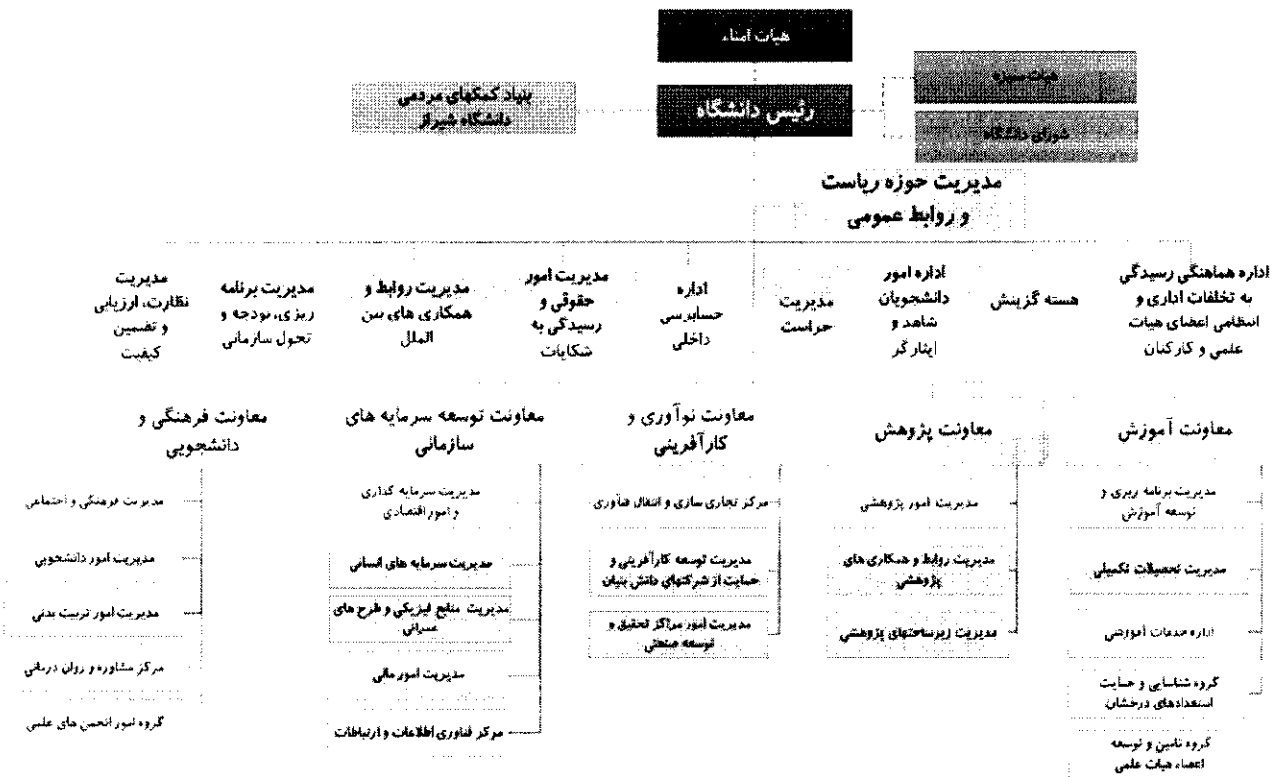 هیات امناء
هیات ممیزه
بنیاد کمکهای مردمی
دانشگاه شیراز
رئیس دانشگاه
شورای دانشگاه
مدیریت حوزه ریاست
و روابط عمومی
اداره هماهنگی رسیدگی
به تخلفات اداری و
انتظامی اعضای هیات
علمی و کارکنان
هسته گزینش
اداره امور
دانشجویان
شاهد و
ایثارگر
مدیریت
حراست
اداره
حسابرسی
داخلی
مدیریت امور
حقوقی و
رسیدگی به
شکایات
مدیریت روابط و
همکاری های بین
الملل
مدیریت برنامه
ریزی، بودجه و
تحول سازمانی
مدیریت
نظارت، ارزیابی
و تضمین
کیفیت
معاونت آموزش
مدیریت برنامه ریزی و
توسعه آموزش
مدیریت تحصیلات تکمیلی
اداره خدمات آموزشی
گروه شناسایی و حمایت
استعدادهای درخشان
گروه تامین و توسعه
اعضاء هیات علمی
معاونت پژوهش
مدیریت امور پژوهشی
مدیریت روابط و همکاری های
پژوهشی
مدیریت زیرساختهای پژوهشی
معاونت نوآوری و
کارآفرینی
مرکز تجاری سازی و انتقال فناوری
مدیریت توسعه کارآفرینی و
حمایت از شرکتهای دانش بنیان
مدیریت امور مراکز تحقیق و
توسعه صنعتی
معاونت توسعه سرمایه های
سازمانی
مدیریت سرمایه گذاری
و امور اقتصادی
مدیریت سرمایه های انسانی
مدیریت منابع فیزیکی و طرح های
عمرانی
مدیریت امور مالی
مرکز فناوری اطلاعات و ارتباطات
معاونت فرهنگی و
دانشجویی
مدیریت فرهنگی و اجتماعی
مدیریت امور دانشجویی
مدیریت امور تربیت بدنی
مرکز مشاوره و روان درمانی
گروه امور انجمن های علمی